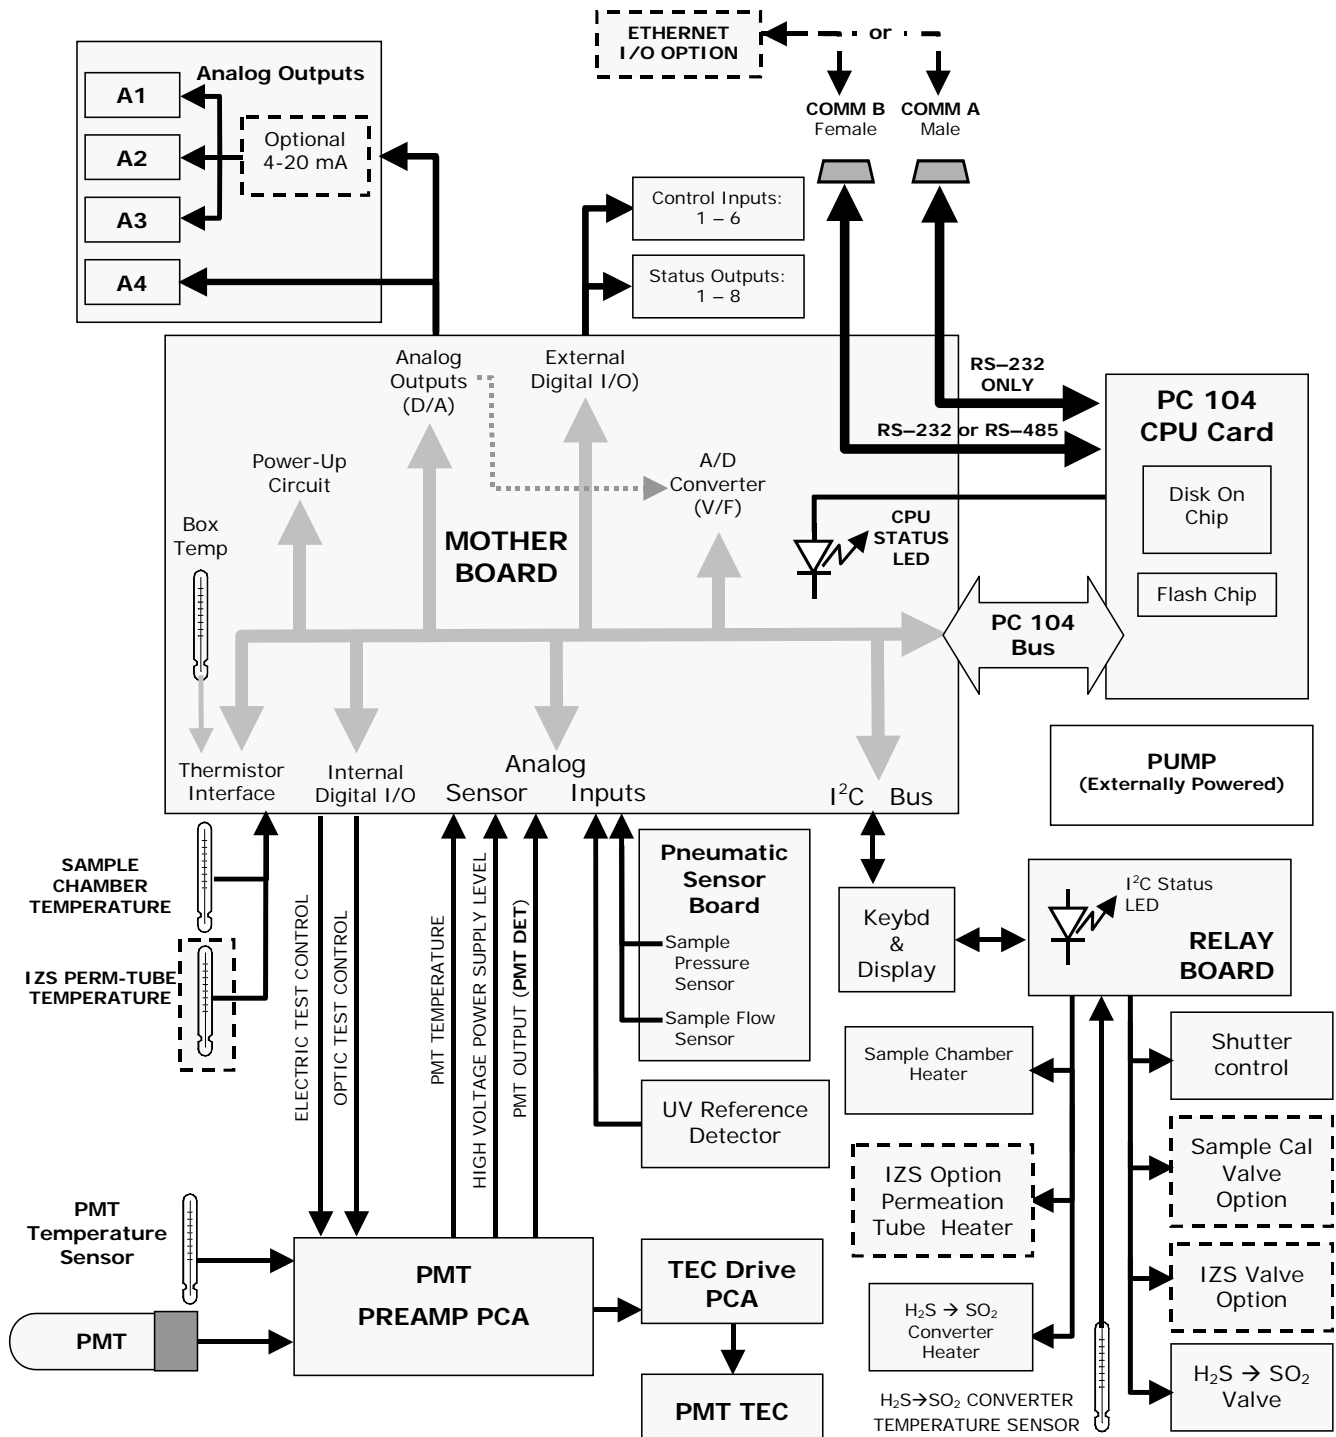 ETHERNET
I/O OPTION
or
COMM B
Female
COMM A
Male
Analog Outputs
A1
A2
A3
A4
Optional
4-20 mA
Control Inputs:
1 – 6
Status Outputs:
1 – 8
Analog
Outputs
(D/A)
External
Digital I/O)
RS–232
ONLY
RS–232 or RS–485
PC 104
CPU Card
Disk On
Chip
Flash Chip
Power-Up
Circuit
A/D
Converter
(V/F)
Box
Temp
MOTHER
BOARD
CPU
STATUS
LED
PC 104
Bus
Thermistor
Interface
Internal
Digital I/O
Analog
Sensor Inputs
I²C Bus
PUMP
(Externally Powered)
SAMPLE
CHAMBER
TEMPERATURE
IZS PERM-TUBE
TEMPERATURE
ELECTRIC TEST CONTROL
OPTIC TEST CONTROL
PMT TEMPERATURE
HIGH VOLTAGE POWER SUPPLY LEVEL
PMT OUTPUT (PMT DET)
Pneumatic
Sensor
Board
Sample
Pressure
Sensor
Sample Flow
Sensor
UV Reference
Detector
Keybd
&
Display
I²C Status
LED
RELAY
BOARD
Sample Chamber
Heater
IZS Option
Permeation
Tube Heater
H₂S → SO₂
Converter
Heater
H₂S→SO₂ CONVERTER
TEMPERATURE SENSOR
Shutter
control
Sample Cal
Valve
Option
IZS Valve
Option
H₂S → SO₂
Valve
PMT
Temperature
Sensor
PMT
PMT
PREAMP PCA
TEC Drive
PCA
PMT TEC